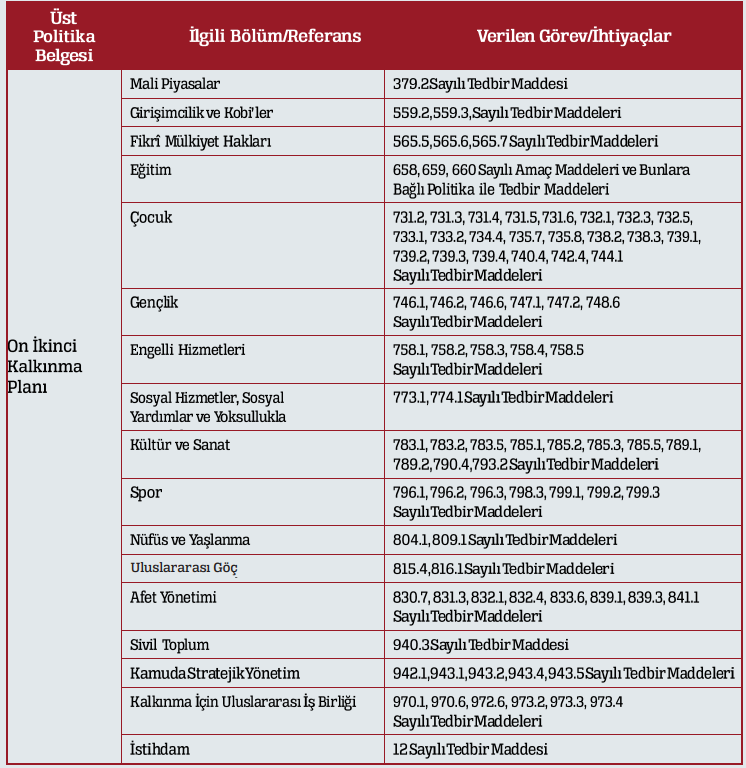 Üst
Politika
Belgesi
İlgili Bölüm/Referans
Verilen Görev/İhtiyaçlar
On İkinci
Kalkınma
Planı
Mali Piyasalar
379.2Sayılı Tedbir Maddesi
Girişimcilik ve Kobi'ler
559.2,559.3,Sayılı Tedbir Maddeleri
Fikrî Mülkiyet Hakları
565.5,565.6,565.7 Sayılı Tedbir Maddeleri
Eğitim
658, 659, 660 Sayılı Amaç Maddeleri ve Bunlara
Bağlı Politika ile Tedbir Maddeleri
Çocuk
731.2, 731.3, 731.4, 731.5, 731.6, 732.1, 732.3, 732.5,
733.1, 733.2, 734.4, 735.7, 735.8, 738.2, 738.3, 739.1,
739.2, 739.3, 739.4, 740.4, 742.4, 744.1
Sayılı Tedbir Maddeleri
Gençlik
746.1, 746.2, 746.6, 747.1, 747.2, 748.6
Sayılı Tedbir Maddeleri
Engelli Hizmetleri
758.1, 758.2, 758.3, 758.4, 758.5
Sayılı Tedbir Maddeleri
Sosyal Hizmetler, Sosyal
Yardımlar ve Yoksullukla
773.1, 774.1 Sayılı Tedbir Maddeleri
Kültür ve Sanat
783.1, 783.2, 783.5, 785.1, 785.2, 785.3, 785.5, 789.1,
789.2, 790.4, 793.2 Sayılı Tedbir Maddeleri
Spor
796.1, 796.2, 796.3, 798.3, 799.1, 799.2, 799.3
Sayılı Tedbir Maddeleri
Nüfüs ve Yaşlanma
804.1, 809.1 Sayılı Tedbir Maddeleri
Uluslararası Göç
815.4,816.1 Sayılı Tedbir Maddeleri
Afet Yönetimi
830.7, 831.3, 832.1, 832.4, 833.6, 839.1, 839.3, 841.1
Sayılı Tedbir Maddeleri
Sivil Toplum
940.3 Sayılı Tedbir Maddesi
Kamuda Stratejik Yönetim
942.1,943.1,943.2,943.4,943.5 Sayılı Tedbir Maddeleri
Kalkınma İçin Uluslararası İş Birliği
970.1, 970.6, 972.6, 973.2, 973.3, 973.4
Sayılı Tedbir Maddeleri
İstihdam
12 Sayılı Tedbir Maddesi